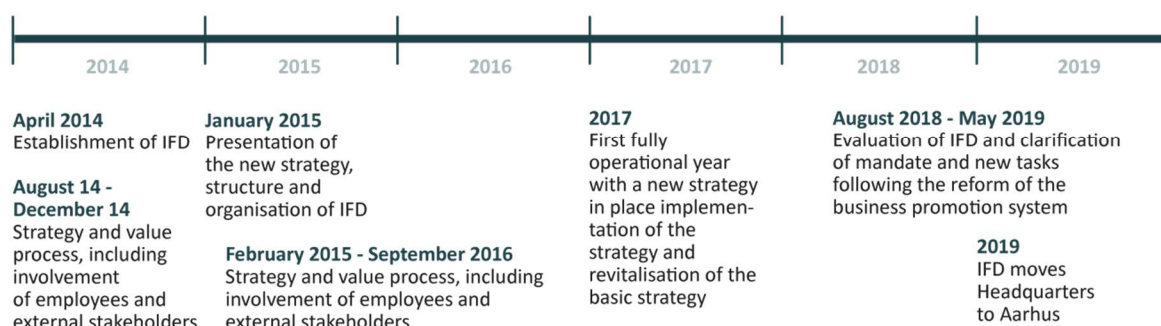 2014
2015
2016
2017
2018
2019
April 2014
Establishment of IFD
August 14 -
December 14
Strategy and value
process, including
involvement
of employees and
external stakeholders
January 2015
Presentation of
the new strategy,
structure and
organisation of IFD
February 2015 - September 2016
Strategy and value process, including
involvement of employees and
external stakeholders
2017
First fully
operational year
with a new strategy
in place implemen-
tation of the
strategy and
revitalisation of the
basic strategy
August 2018 - May 2019
Evaluation of IFD and clarification
of mandate and new tasks
following the reform of the
business promotion system
2019
IFD moves
Headquarters
to Aarhus